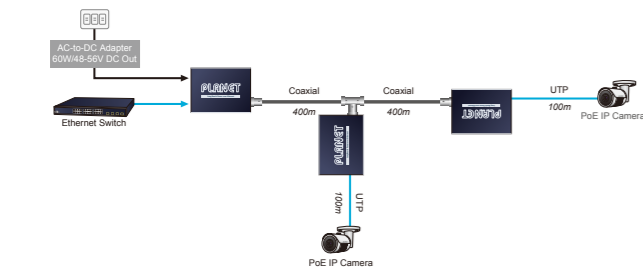 AC-to-DC Adapter
60W/48-56V DC Out
PLANET
Ethernet Switch
Coaxial
400m
Coaxial
400m
PLANET
UTP
100m
PoE IP Camera
PLANET
UTP
100m
PoE IP Camera